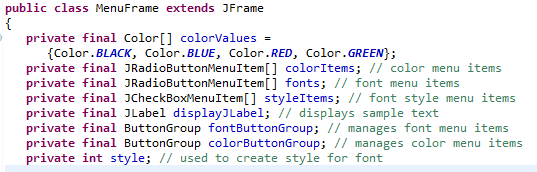 public class MenuFrame extends JFrame
{
private final Color[] colorValues =
{Color.BLACK, Color.BLUE, Color.RED, Color.GREEN};
private final JRadioButtonMenuItem[] colorItems; // color menu items
private final JRadioButtonMenuItem[] fonts; // font menu items
private final JCheckBoxMenuItem[] styleItems; // font style menu items
private final JLabel displayJLabel; // displays sample text
private final ButtonGroup fontButtonGroup; // manages font menu items
private final ButtonGroup colorButtonGroup; // manages color menu items
private int style; // used to create style for font